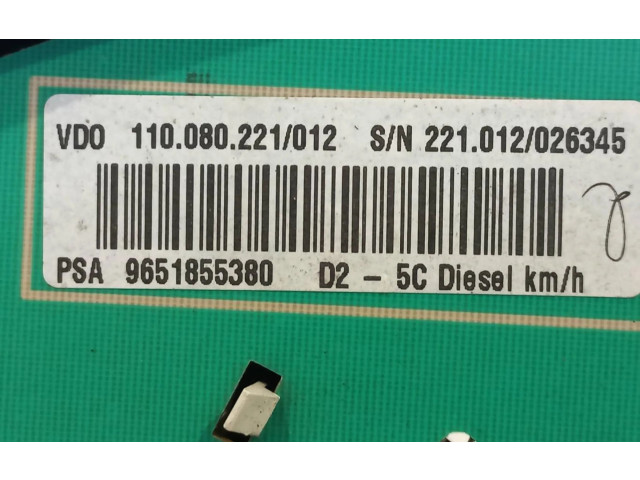 VDO 110.080.221/012 S/N 221.012/026345
PSA 9651855380 D2 - 5C Diesel km/h